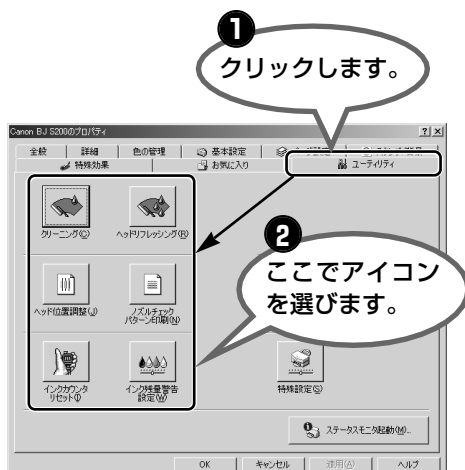 1
クリックします。
Canon BJ S200のプロパティ
全般 詳細 色の管理 基本設定
特殊効果 お気に入り ユーティリティ
2
ここでアイコン
を選びます。
クリーニング(C) ヘッドリフレッシング(R)
ヘッド位置調整(J) ノズルチェック
パターン印刷(N)
インクカウンタ
リセット(I)
インク残量警告
設定(W)
特殊設定(S)
ステータスモニタ起動(M)...
OK キャンセル 適用(A) ヘルプ